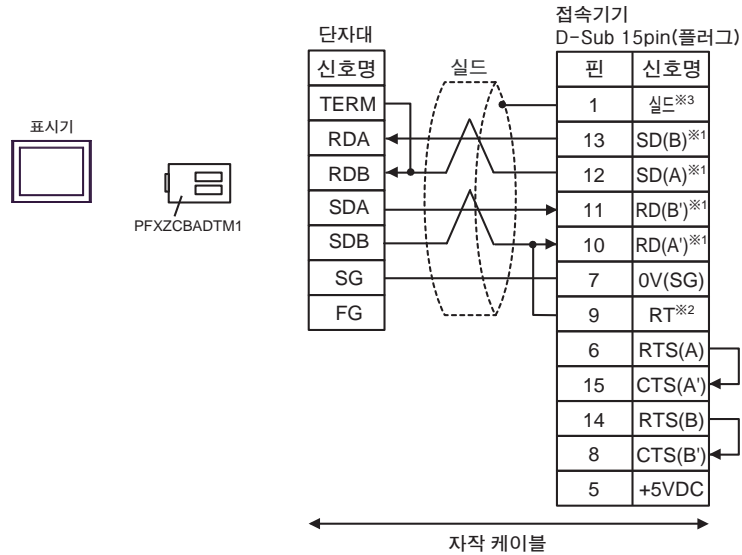 접속기기
단자대
D-Sub 15pin(플러그)
신호명
실드
핀
신호명
TERM
1
실드※3
표시기
RDA
13
SD(B)※1
RDB
12
SD(A)※1
PFXZCBADTM1
SDA
11
RD(B')※1
SDB
10
RD(A')※1
SG
7
0V(SG)
FG
9
RT※2
6
RTS(A)
15
CTS(A')
14
RTS(B)
8
CTS(B')
5
+5VDC
자작 케이블